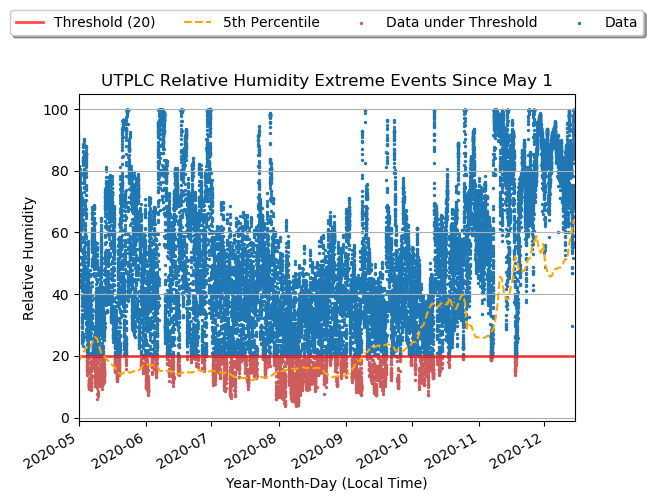 Threshold (20) 5th Percentile Data under Threshold Data
UTPLC Relative Humidity Extreme Events Since May 1
100
80
60
40
20
0
Relative Humidity
2020-05 2020-06 2020-07 2020-08 2020-09 2020-10 2020-11 2020-12
Year-Month-Day (Local Time)